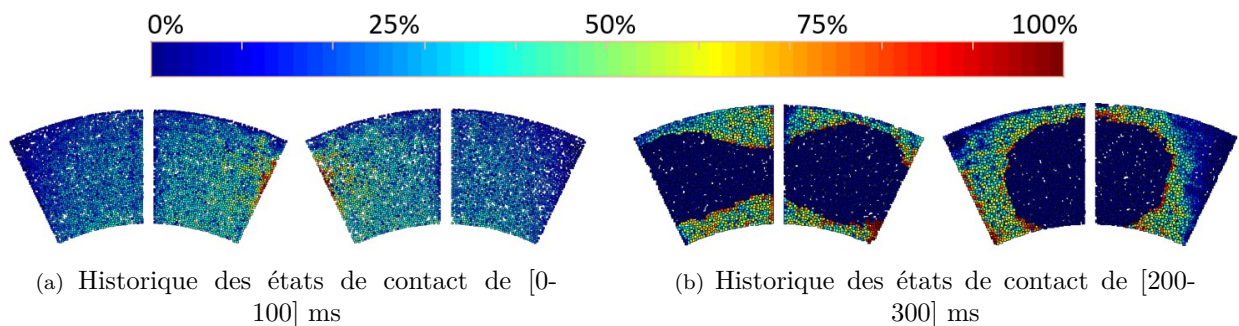 0% 25% 50% 75% 100%
(a) Historique des états de contact de [0-
100] ms
(b) Historique des états de contact de [200-
300] ms